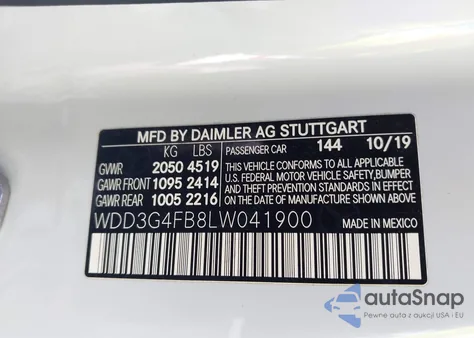 MFD BY DAIMLER AG STUTTGART
KG LBS
GVWR 2050 4519
GAWR FRONT 1095 2414
GAWR REAR 1005 2216
PASSENGER CAR 144 10/19
THIS VEHICLE CONFORMS TO ALL APPLICABLE
U.S. FEDERAL MOTOR VEHICLE SAFETY, BUMPER
AND THEFT PREVENTION STANDARDS IN EFFECT
ON THE DATE OF MANUFACTURE SHOWN ABOVE.
WDD3G4FB8LW041900
MADE IN MEXICO
autoSnap
Pewne auta z USA i EU